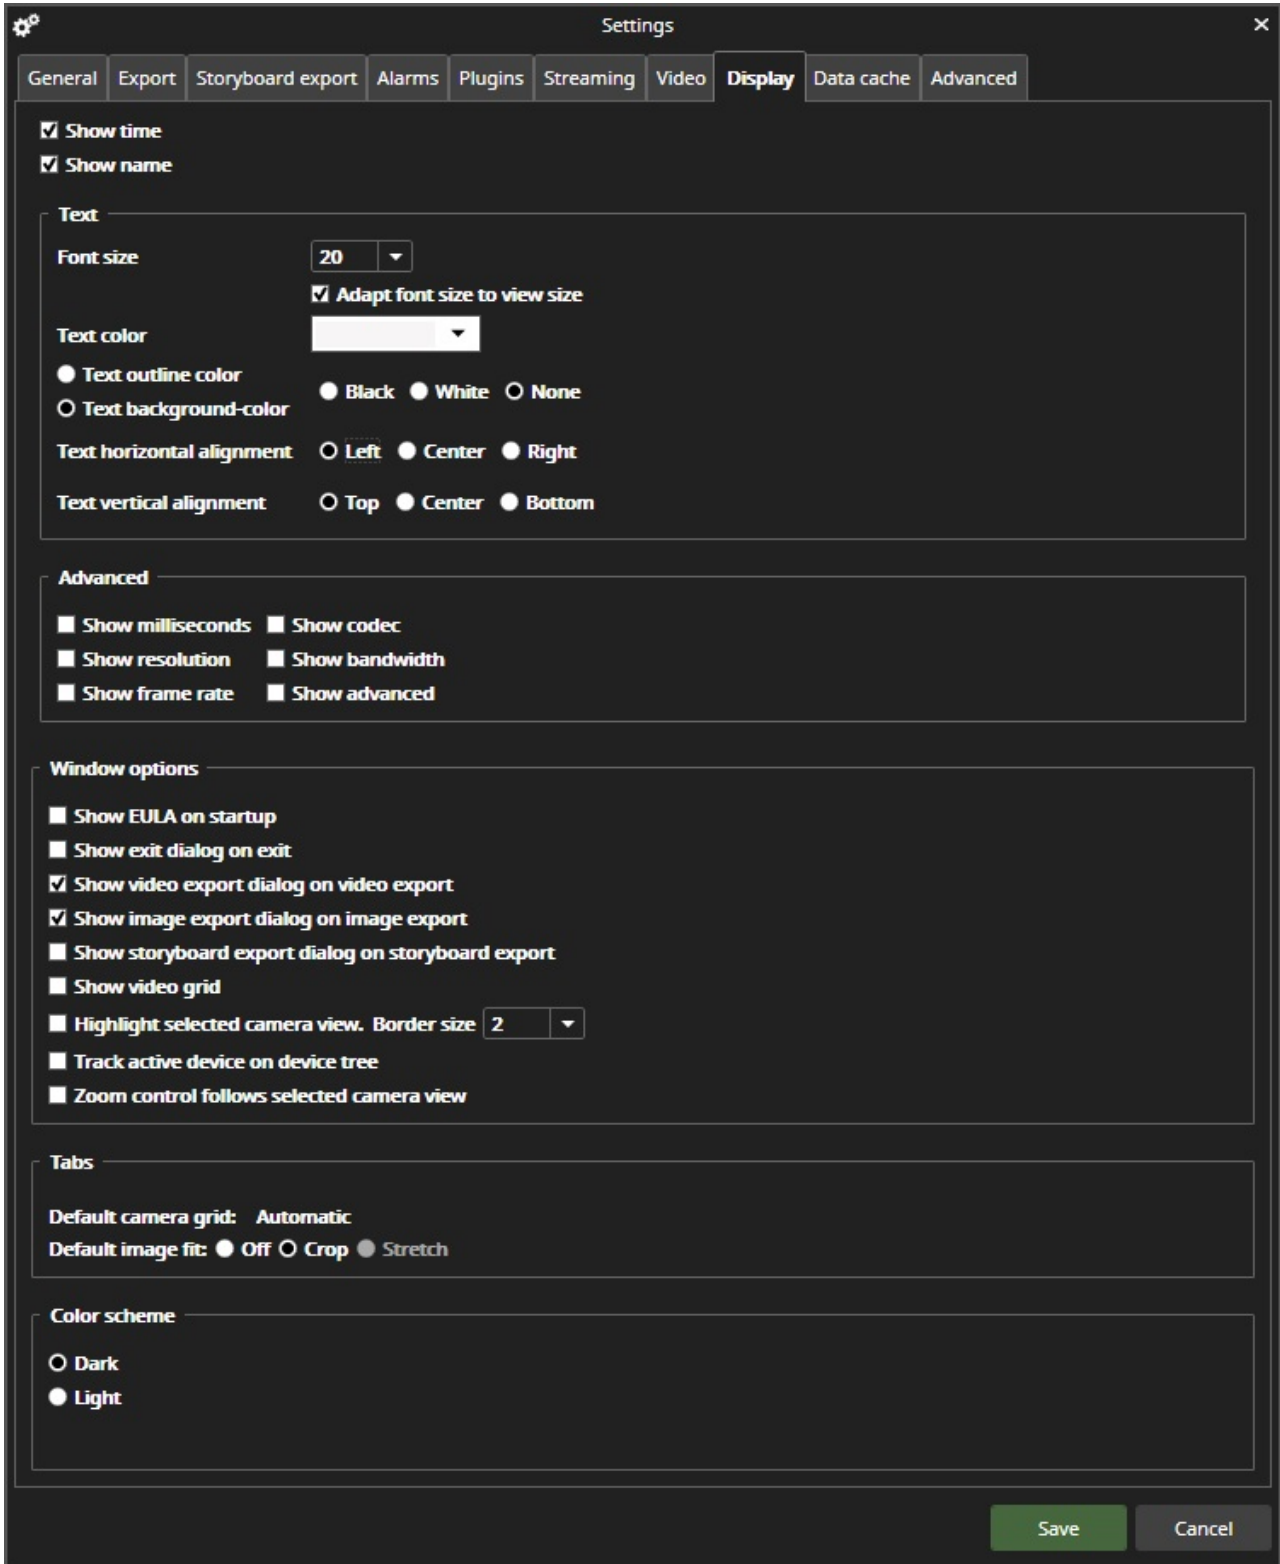 Settings
General Export Storyboard export Alarms Plugins Streaming Video Display Data cache Advanced
Show time
Show name
Text
Font size 20
Adapt font size to view size
Text color
Text outline color
Black White None
Text background-color
Text horizontal alignment Left Center Right
Text vertical alignment Top Center Bottom
Advanced
Show milliseconds Show codec
Show resolution Show bandwidth
Show frame rate Show advanced
Window options
Show EULA on startup
Show exit dialog on exit
Show video export dialog on video export
Show image export dialog on image export
Show storyboard export dialog on storyboard export
Show video grid
Highlight selected camera view. Border size 2
Track active device on device tree
Zoom control follows selected camera view
Tabs
Default camera grid: Automatic
Default image fit: Off Crop Stretch
Color scheme
Dark
Light
Save Cancel